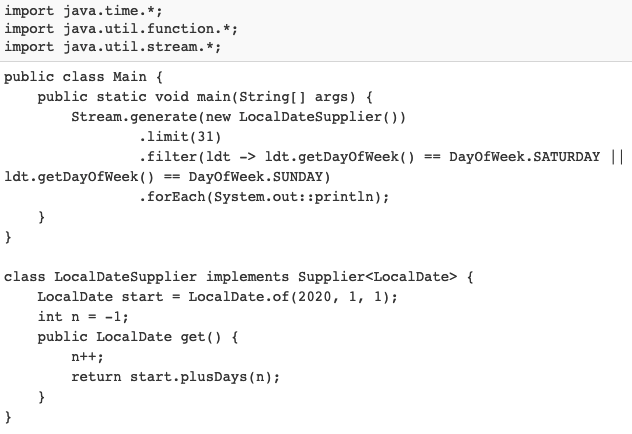 import java.time.*;
import java.util.function.*;
import java.util.stream.*;
public class Main {
    public static void main(String[] args) {
        Stream.generate(new LocalDateSupplier())
                .limit(31)
                .filter(ldt -> ldt.getDayOfWeek() == DayOfWeek.SATURDAY ||
ldt.getDayOfWeek() == DayOfWeek.SUNDAY)
                .forEach(System.out::println);
    }
}

class LocalDateSupplier implements Supplier<LocalDate> {
    LocalDate start = LocalDate.of(2020, 1, 1);
    int n = -1;
    public LocalDate get() {
        n++;
        return start.plusDays(n);
    }
}